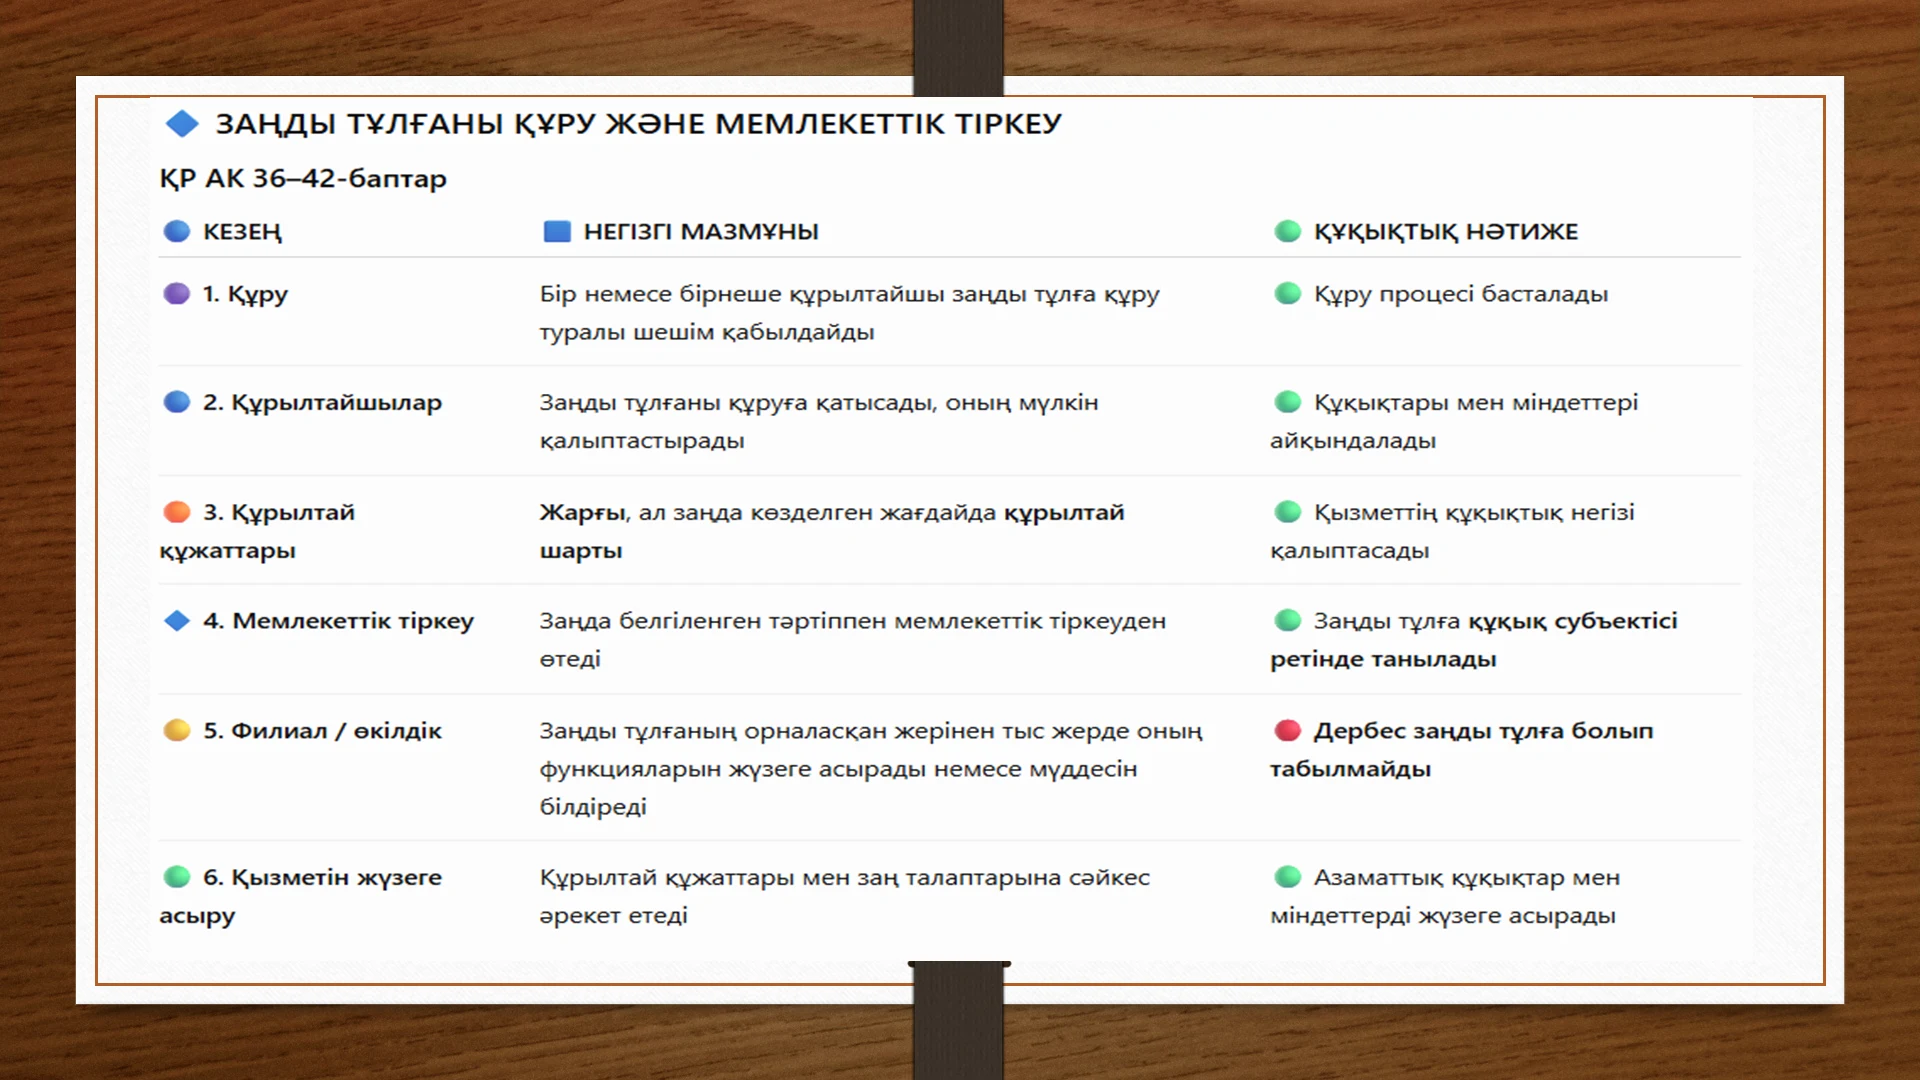 ЗАҢДЫ ТҰЛҒАНЫ ҚҰРУ ЖӘНЕ МЕМЛЕКЕТТІК ТІРКЕУ
ҚР АК 36–42-баптар
КЕЗЕҢ НЕГІЗГІ МАЗМҰНЫ ҚҰҚЫҚТЫҚ НӘТИЖЕ
1. Құру
Бір немесе бірнеше құрылтайшы заңды тұлға құру
туралы шешім қабылдайды
Құру процесі басталады
2. Құрылтайшылар
Заңды тұлғаны құруға қатысады, оның мүлкін
қалыптастырады
Құқықтары мен міндеттері
айқындалады
3. Құрылтай
құжаттары
Жарғы, ал заңда көзделген жағдайда құрылтай
шарты
Қызметтің құқықтық негізі
қалыптасады
4. Мемлекеттік тіркеу
Заңда белгіленген тәртіппен мемлекеттік тіркеуден
өтеді
Заңды тұлға құқық субъектісі
ретінде танылады
5. Филиал / өкілдік
Заңды тұлғаның орналасқан жерінен тыс жерде оның
функцияларын жүзеге асырады немесе мүддесін
білдіреді
Дербес заңды тұлға болып
табылмайды
6. Қызметін жүзеге
асыру
Құрылтай құжаттары мен заң талаптарына сәйкес
әрекет етеді
Азаматтық құқықтар мен
міндеттерді жүзеге асырады